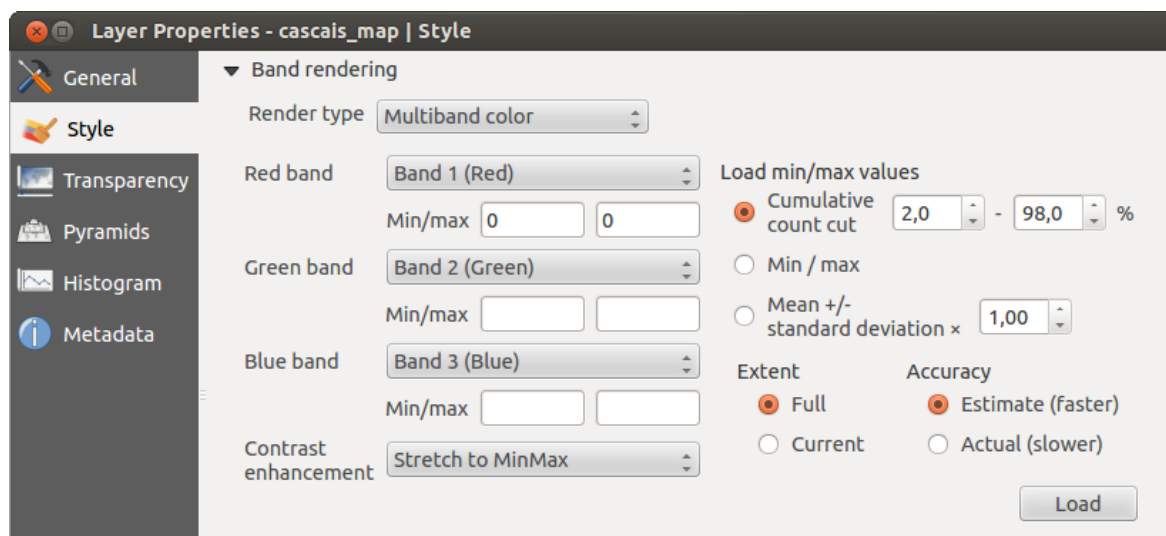 Layer Properties - cascais_map | Style
General
Style
Transparency
Pyramids
Histogram
Metadata
Band rendering
Render type Multiband color
Red band Band 1 (Red)
Min/max 0 0
Green band Band 2 (Green)
Min/max
Blue band Band 3 (Blue)
Min/max
Contrast
enhancement Stretch to MinMax
Load min/max values
Cumulative
count cut 2,0 - 98,0 %
Min / max
Mean +/-
standard deviation × 1,00
Extent Accuracy
Full Estimate (faster)
Current Actual (slower)
Load